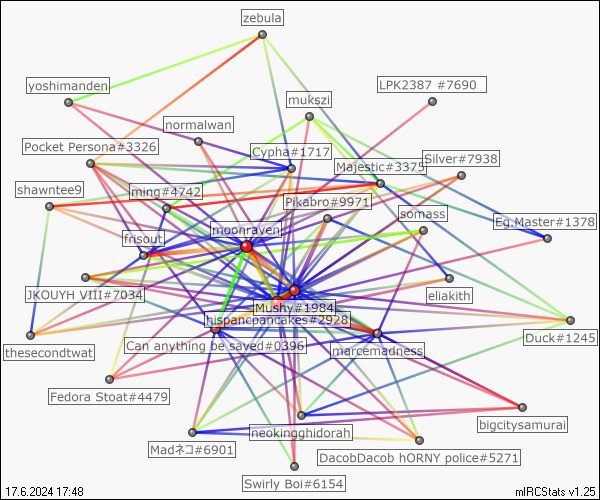 zebula
yoshimanden
LPK2387 #7690
mukszi
normalwan
Pocket Persona#3326
Cypha#1717
Majestic#3375
Silver#7938
shawntee9
ming#4742
Pikabro#9971
somass
Eg.Master#1378
frisout
moonraven
JKOUYH VIII#7034
eliakith
Mushy#1984
hispanicpancakes#2928
Duck#1245
thesecondtwat
Can anything be sayed#0396
marcemadness
Fedora Stoat#4479
bigcitysamurai
neokingghidorah
Madネコ#6901
DacobDacob hORNY police#5271
Swirly Boi#6154
17.6.2024 17:48
mIRCStats v1.25